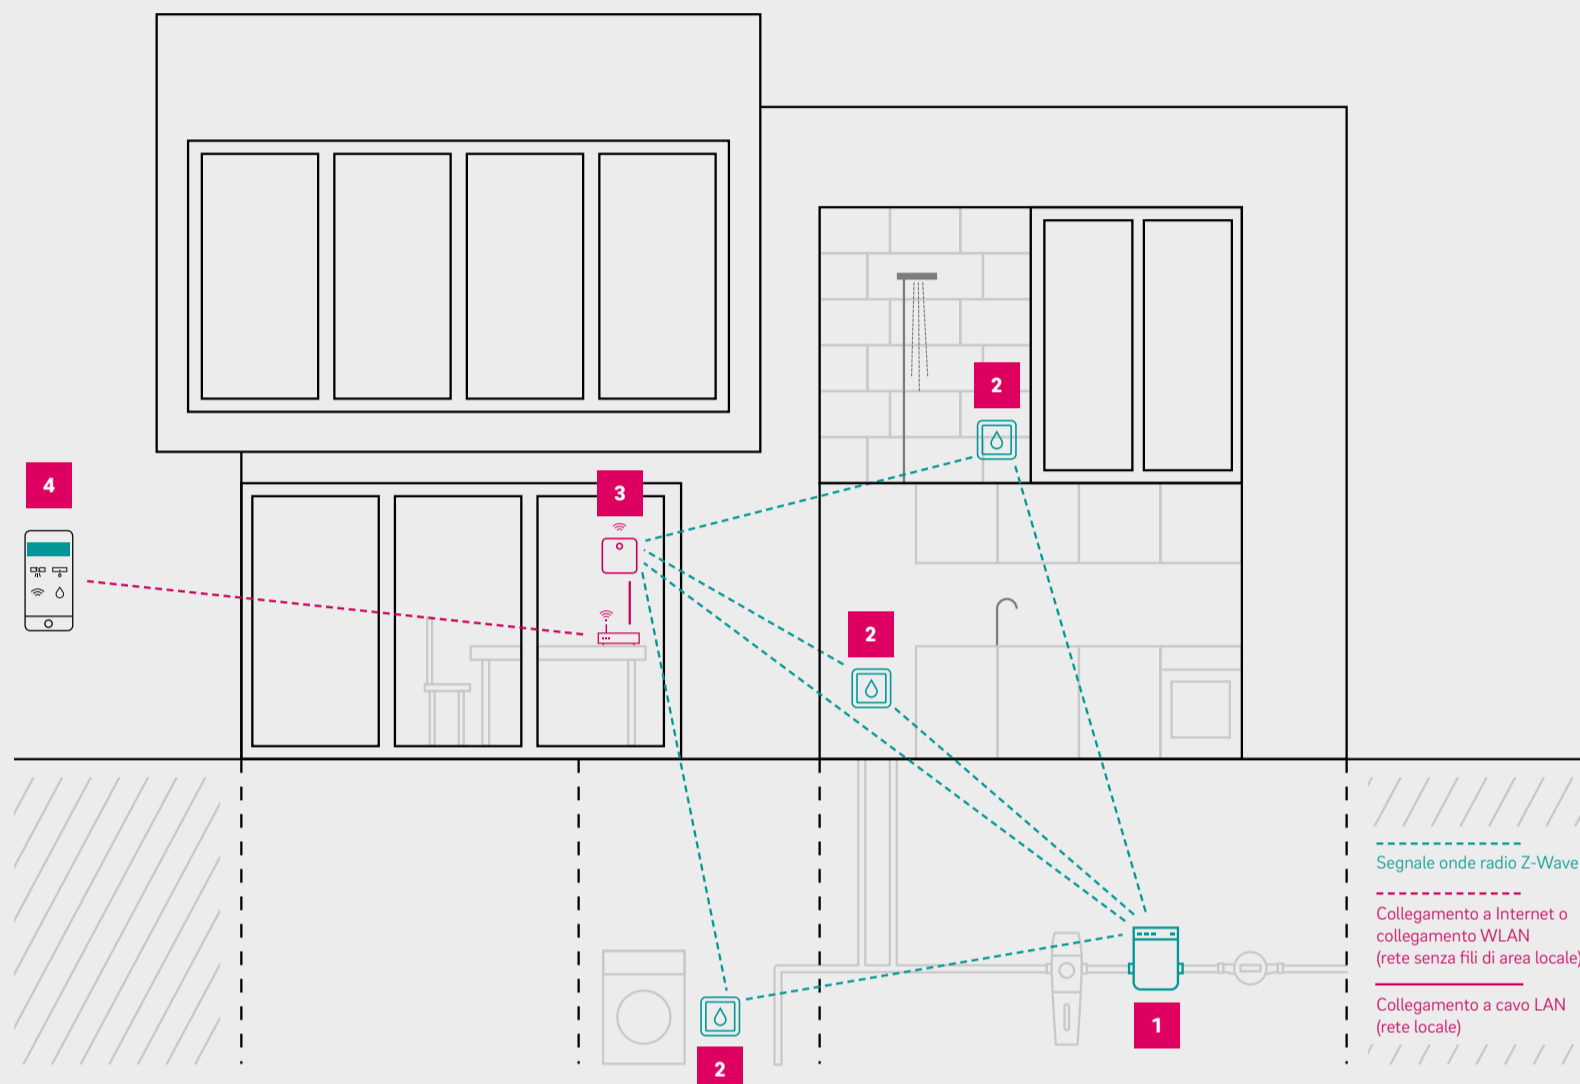 2
4
3
2
Segnale onde radio Z-Wave
Collegamento a Internet o
collegamento WLAN
(rete senza fili di area locale)
Collegamento a cavo LAN
(rete locale)
1
2